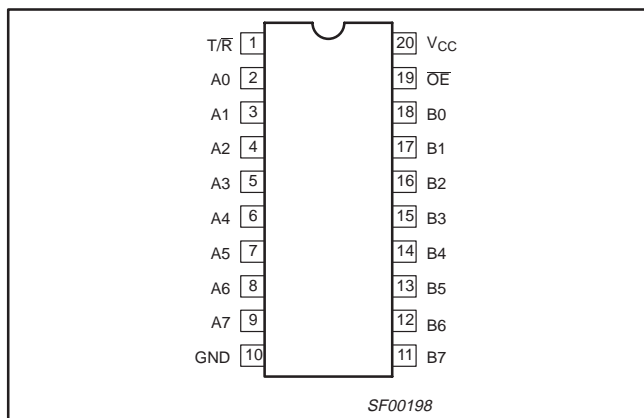 T/R̅ 1 20 VCC
A0 2 19 O̅E̅
A1 3 18 B0
A2 4 17 B1
A3 5 16 B2
A4 6 15 B3
A5 7 14 B4
A6 8 13 B5
A7 9 12 B6
GND 10 11 B7
SF00198